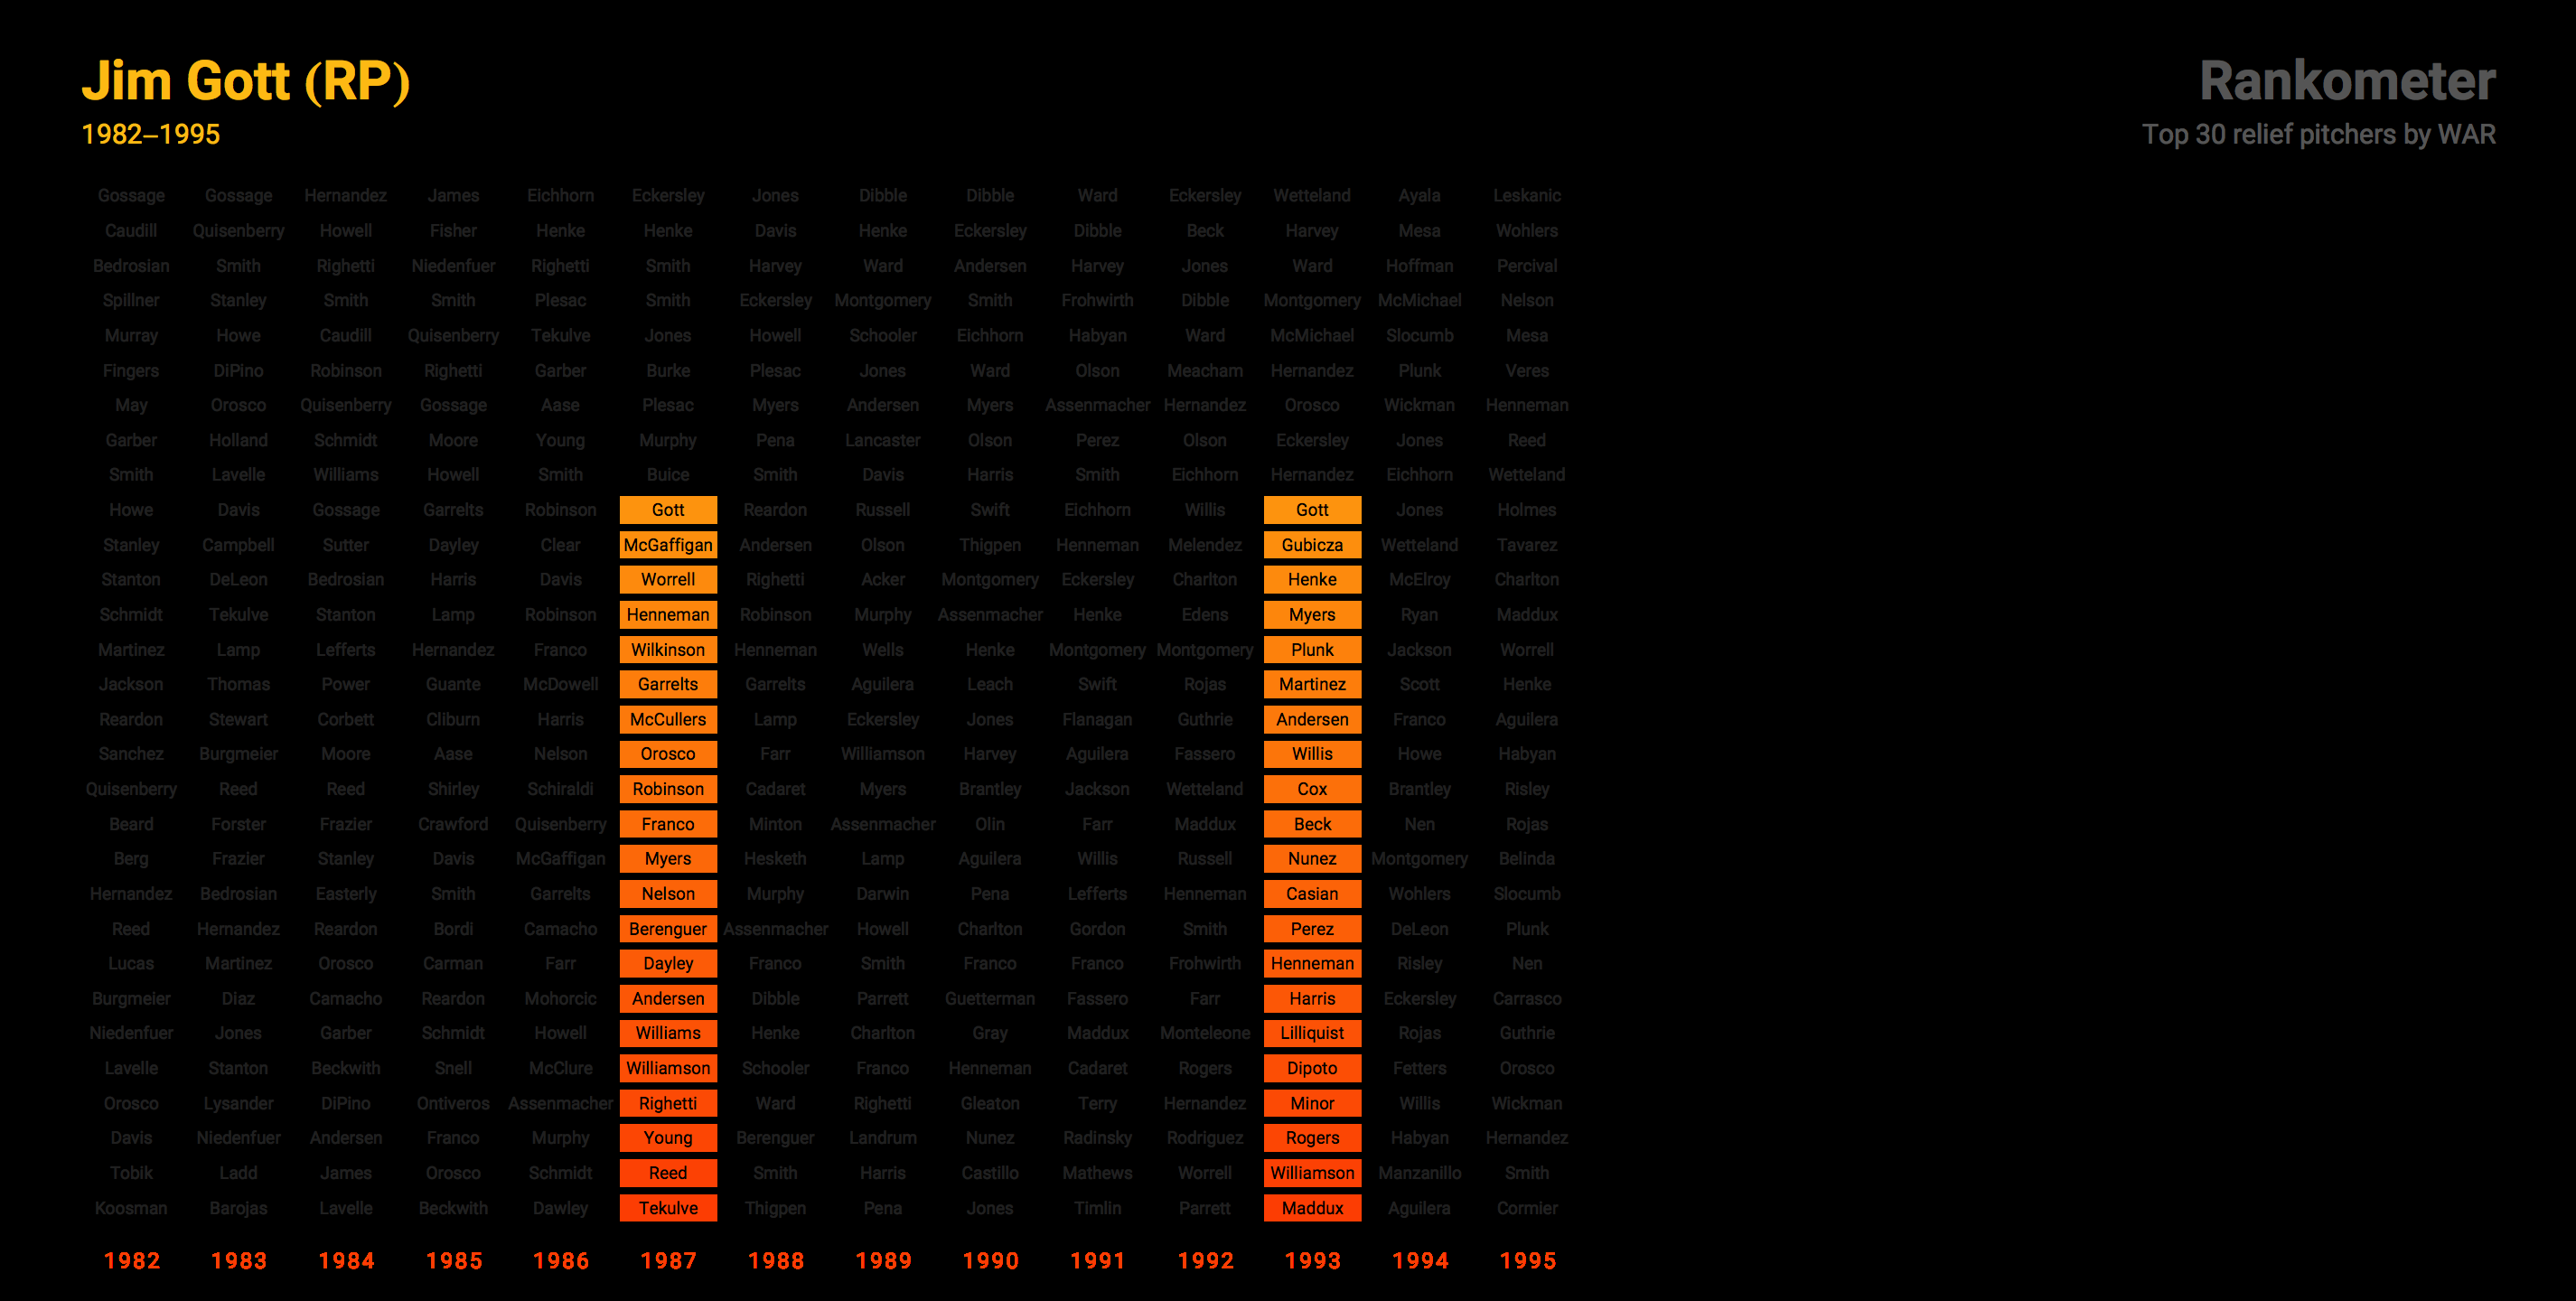 Jim Gott (RP)
1982–1995
Rankometer
Top 30 relief pitchers by WAR
Gossage Gossage Hernandez James Eichhorn Eckersley Jones Dibble Dibble Ward Eckersley Wetteland Ayala Leskanic
Caudill Quisenberry Howell Fisher Henke Henke Davis Henke Eckersley Dibble Beck Harvey Mesa Wohlers
Bedrosian Smith Righetti Niedenfuer Righetti Smith Harvey Ward Andersen Harvey Jones Ward Hoffman Percival
Spillner Stanley Smith Smith Plesac Smith Eckersley Montgomery Smith Frohwirth Dibble Montgomery McMichael Nelson
Murray Howe Caudill Quisenberry Tekulve Jones Howell Schooler Eichhorn Habyan Ward McMichael Slocumb Mesa
Fingers DiPino Robinson Righetti Garber Burke Plesac Jones Ward Olson Meacham Hernandez Plunk Veres
May Orosco Quisenberry Gossage Aase Plesac Myers Andersen Myers Assenmacher Hernandez Orosco Wickman Henneman
Garber Holland Schmidt Moore Young Murphy Pena Lancaster Olson Perez Olson Eckersley Jones Reed
Smith Lavelle Williams Howell Smith Buice Smith Davis Harris Smith Eichhorn Hernandez Eichhorn Wetteland
Howe Davis Gossage Garrelts Robinson Gott Reardon Russell Swift Eichhorn Willis Gott Jones Holmes
Stanley Campbell Sutter Dayley Clear McGaffigan Andersen Olson Thigpen Henneman Melendez Gubicza Wetteland Tavarez
Stanton DeLeon Bedrosian Harris Davis Worrell Righetti Acker Montgomery Eckersley Charlton Henke McElroy Charlton
Schmidt Tekulve Stanton Lamp Robinson Henneman Robinson Murphy Assenmacher Henke Edens Myers Ryan Maddux
Martinez Lamp Lefferts Hernandez Franco Wilkinson Henneman Wells Henke Montgomery Montgomery Plunk Jackson Worrell
Jackson Thomas Power Guante McDowell Garrelts Garrelts Aguilera Leach Swift Rojas Martinez Scott Henke
Reardon Stewart Corbett Cliburn Harris McCullers Lamp Eckersley Jones Flanagan Guthrie Andersen Franco Aguilera
Sanchez Burgmeier Moore Aase Nelson Orosco Farr Williamson Harvey Aguilera Fassero Willis Howe Habyan
Quisenberry Reed Reed Shirley Schiraldi Robinson Cadaret Myers Brantley Jackson Wetteland Cox Brantley Risley
Beard Forster Frazier Crawford Quisenberry Franco Minton Assenmacher Olin Farr Maddux Beck Nen Rojas
Berg Frazier Stanley Davis McGaffigan Myers Hesketh Lamp Aguilera Willis Russell Nunez Montgomery Belinda
Hernandez Bedrosian Easterly Smith Garrelts Nelson Murphy Darwin Pena Lefferts Henneman Casian Wohlers Slocumb
Reed Hernandez Reardon Bordi Camacho Berenguer Assenmacher Howell Charlton Gordon Smith Perez DeLeon Plunk
Lucas Martinez Orosco Carman Farr Dayley Franco Smith Franco Franco Frohwirth Henneman Risley Nen
Burgmeier Diaz Camacho Reardon Mohorcic Andersen Dibble Parrett Guetterman Fassero Farr Harris Eckersley Carrasco
Niedenfuer Jones Garber Schmidt Howell Williams Henke Charlton Gray Maddux Monteleone Lilliquist Rojas Guthrie
Lavelle Stanton Beckwith Snell McClure Williamson Schooler Franco Henneman Cadaret Rogers Dipoto Fetters Orosco
Orosco Lysander DiPino Ontiveros Assenmacher Righetti Ward Righetti Gleaton Terry Hernandez Minor Willis Wickman
Davis Niedenfuer Andersen Franco Murphy Young Berenguer Landrum Nunez Radinsky Rodriguez Rogers Habyan Hernandez
Tobik Ladd James Orosco Schmidt Reed Smith Harris Castillo Mathews Worrell Williamson Manzanillo Smith
Koosman Barojas Lavelle Beckwith Dawley Tekulve Thigpen Pena Jones Timlin Parrett Maddux Aguilera Cormier
1982 1983 1984 1985 1986 1987 1988 1989 1990 1991 1992 1993 1994 1995